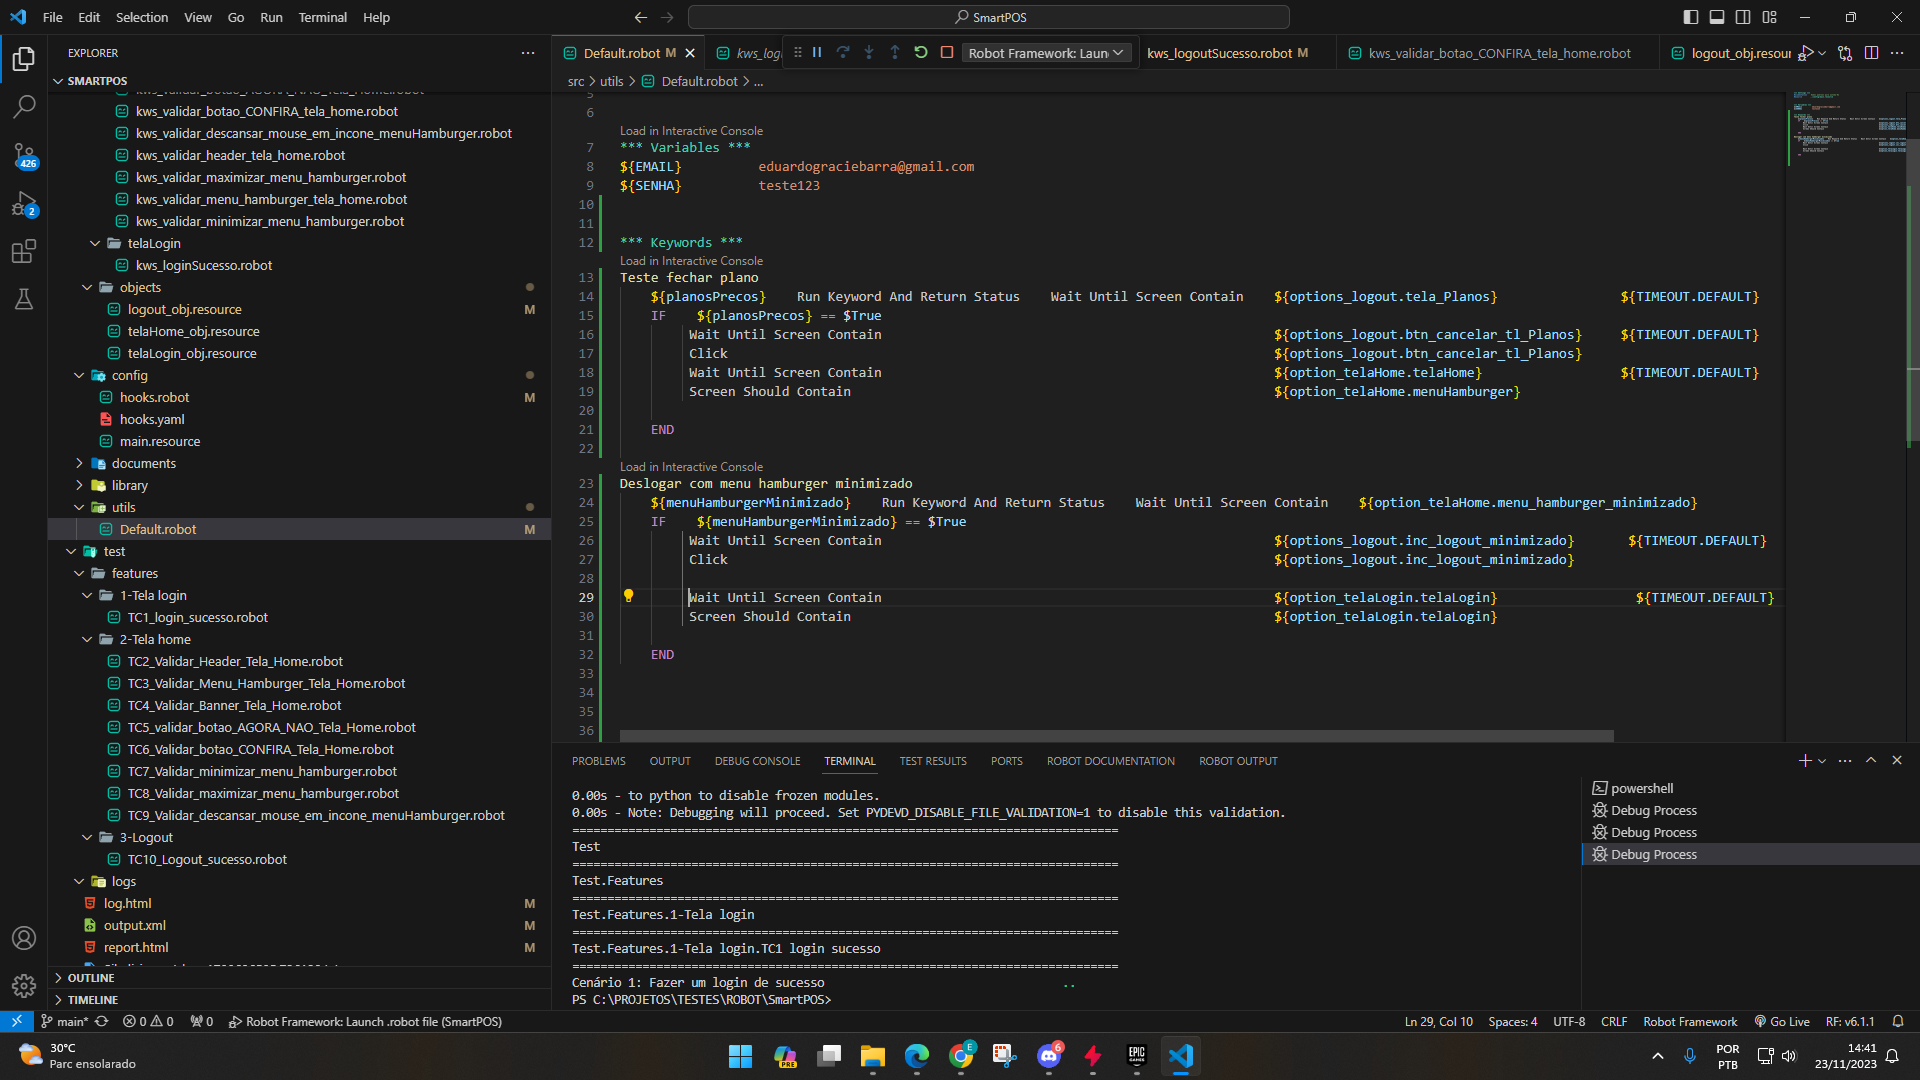 File Edit Selection View Go Run Terminal Help
SmartPOS
EXPLORER
SMARTPOS
kws_validar_botao_CONFIRA_tela_home.robot
kws_validar_descansar_mouse_em_incone_menuHamburger.robot
kws_validar_header_tela_home.robot
kws_validar_maximizar_menu_hamburger.robot
kws_validar_menu_hamburger_tela_home.robot
kws_validar_minimizar_menu_hamburger.robot
telaLogin
kws_loginSucesso.robot
objects
logout_obj.resource M
telaHome_obj.resource
telaLogin_obj.resource
config
hooks.robot M
hooks.yaml
main.resource
documents
library
utils
Default.robot M
test
features
1-Tela login
TC1_login_sucesso.robot
2-Tela home
TC2_Validar_Header_Tela_Home.robot
TC3_Validar_Menu_Hamburger_Tela_Home.robot
TC4_Validar_Banner_Tela_Home.robot
TC5_validar_botao_AGORA_NAO_Tela_Home.robot
TC6_Validar_botao_CONFIRA_Tela_Home.robot
TC7_Validar_minimizar_menu_hamburger.robot
TC8_Validar_maximizar_menu_hamburger.robot
TC9_Validar_descansar_mouse_em_incone_menuHamburger.robot
3-Logout
TC10_Logout_sucesso.robot
logs
log.html M
output.xml M
report.html M
OUTLINE
TIMELINE
426
2
Default.robot M
kws_log
Robot Framework: Laun
kws_logoutSucesso.robot M
kws_validar_botao_CONFIRA_tela_home.robot
logout_obj.resour
src > utils > Default.robot > ...
5
6
Load in Interactive Console
7 *** Variables ***
8 ${EMAIL} eduardograciebarra@gmail.com
9 ${SENHA} teste123
10
11
12 *** Keywords ***
Load in Interactive Console
13 Teste fechar plano
14 ${planosPrecos} Run Keyword And Return Status Wait Until Screen Contain ${options_logout.tela_Planos} ${TIMEOUT.DEFAULT}
15 IF ${planosPrecos} == $True
16 Wait Until Screen Contain ${options_logout.btn_cancelar_tl_Planos} ${TIMEOUT.DEFAULT}
17 Click ${options_logout.btn_cancelar_tl_Planos}
18 Wait Until Screen Contain ${option_telaHome.telaHome} ${TIMEOUT.DEFAULT}
19 Screen Should Contain ${option_telaHome.menuHamburger}
20
21 END
22
Load in Interactive Console
23 Deslogar com menu hamburger minimizado
24 ${menuHamburgerMinimizado} Run Keyword And Return Status Wait Until Screen Contain ${option_telaHome.menu_hamburger_minimizado}
25 IF ${menuHamburgerMinimizado} == $True
26 Wait Until Screen Contain ${options_logout.inc_logout_minimizado} ${TIMEOUT.DEFAULT}
27 Click ${options_logout.inc_logout_minimizado}
28
29 Wait Until Screen Contain ${option_telaLogin.telaLogin} ${TIMEOUT.DEFAULT}
30 Screen Should Contain ${option_telaLogin.telaLogin}
31
32 END
33
34
35
36
PROBLEMS OUTPUT DEBUG CONSOLE TERMINAL TEST RESULTS PORTS ROBOT DOCUMENTATION ROBOT OUTPUT
0.00s - to python to disable frozen modules.
0.00s - Note: Debugging will proceed. Set PYDEVD_DISABLE_FILE_VALIDATION=1 to disable this validation.
==============================================================================
Test
==============================================================================
Test.Features
==============================================================================
Test.Features.1-Tela login
==============================================================================
Test.Features.1-Tela login.TC1 login sucesso
==============================================================================
Cenário 1: Fazer um login de sucesso ..
PS C:\PROJETOS\TESTES\ROBOT\SmartPOS>
powershell
Debug Process
Debug Process
Debug Process
main* 0 0 0 Robot Framework: Launch .robot file (SmartPOS)
Ln 29, Col 10 Spaces: 4 UTF-8 CRLF Robot Framework Go Live RF: v6.1.1
30°C
Parc ensolarado
PRE
E
6
EPIC GAMES
POR
PTB
14:41
23/11/2023